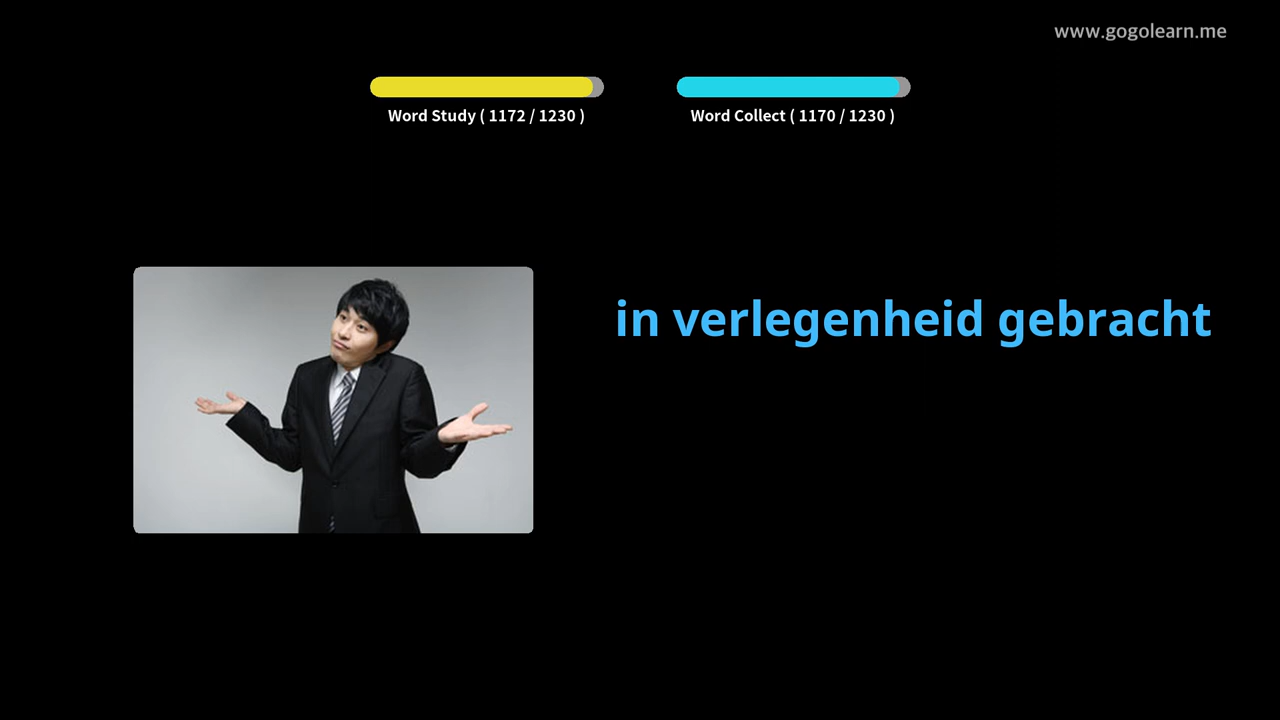 www.gogolearn.me
Word Study ( 1172 / 1230 )
Word Collect ( 1170 / 1230 )
in verlegenheid gebracht